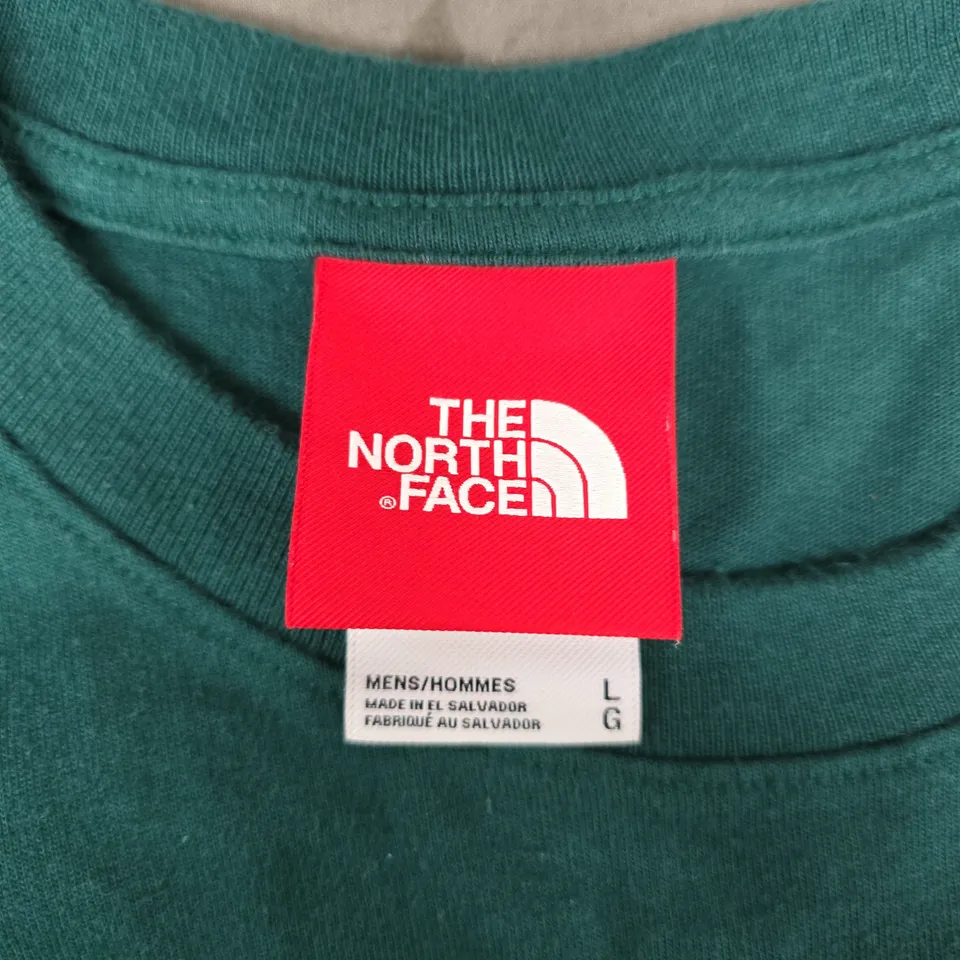 THE
NORTH
® FACE
MENS/HOMMES L
MADE IN EL SALVADOR
FABRIQUÉ AU SALVADOR G